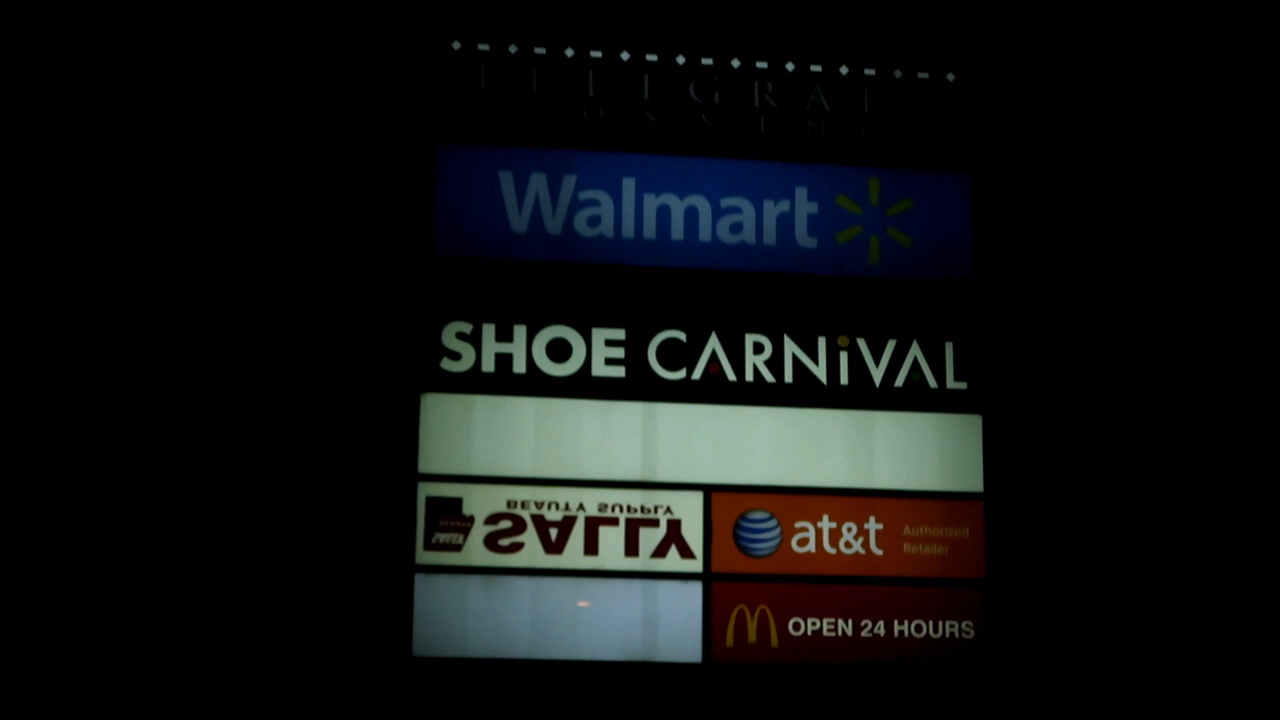 Walmart
SHOE CARNiVAL
SALLY
BEAUTY SUPPLY
at&t Authorized
Retailer
OPEN 24 HOURS